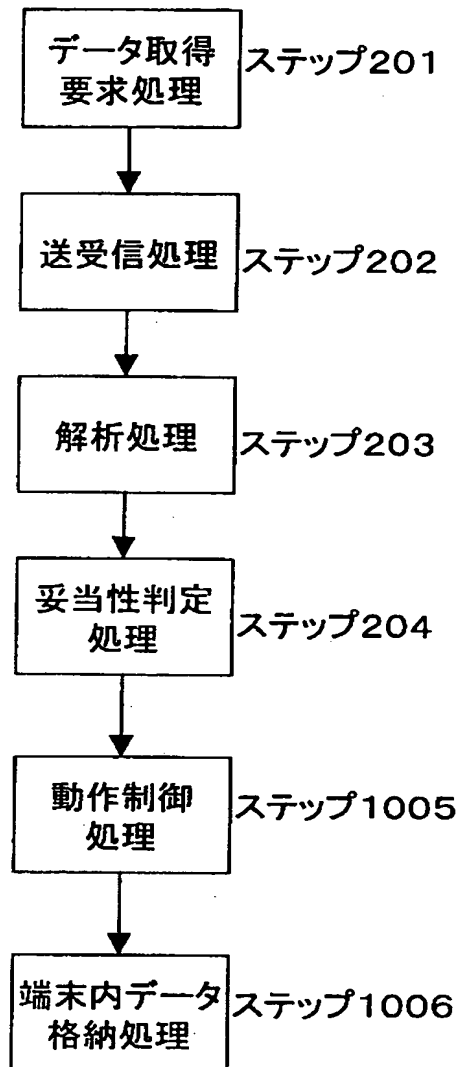 データ取得
要求処理
ステップ201
送受信処理
ステップ202
解析処理
ステップ203
妥当性判定
処理
ステップ204
動作制御
処理
ステップ1005
端末内データ
格納処理
ステップ1006